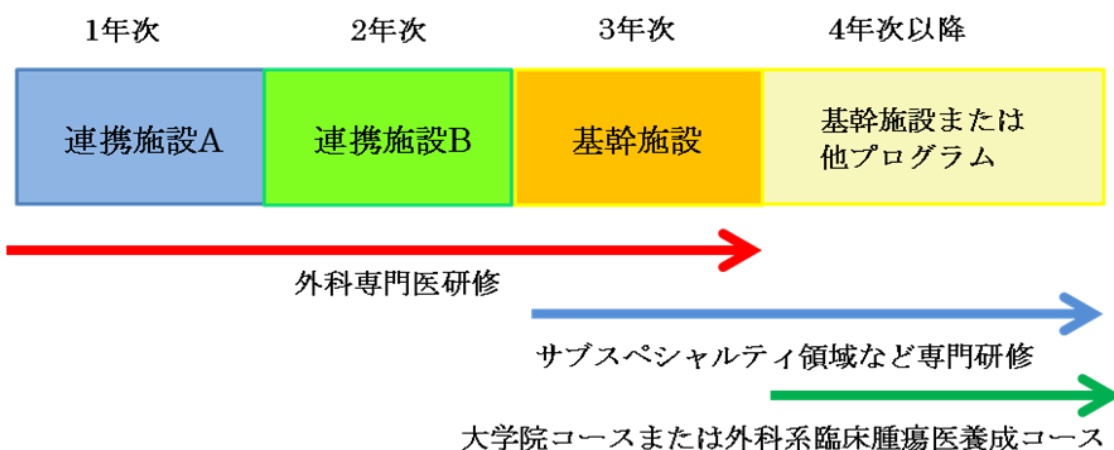 1年次 2年次 3年次 4年次以降
連携施設A 連携施設B 基幹施設 基幹施設または
他プログラム
外科専門医研修
サブスペシャルティ領域など専門研修
大学院コースまたは外科系臨床腫瘍医養成コース